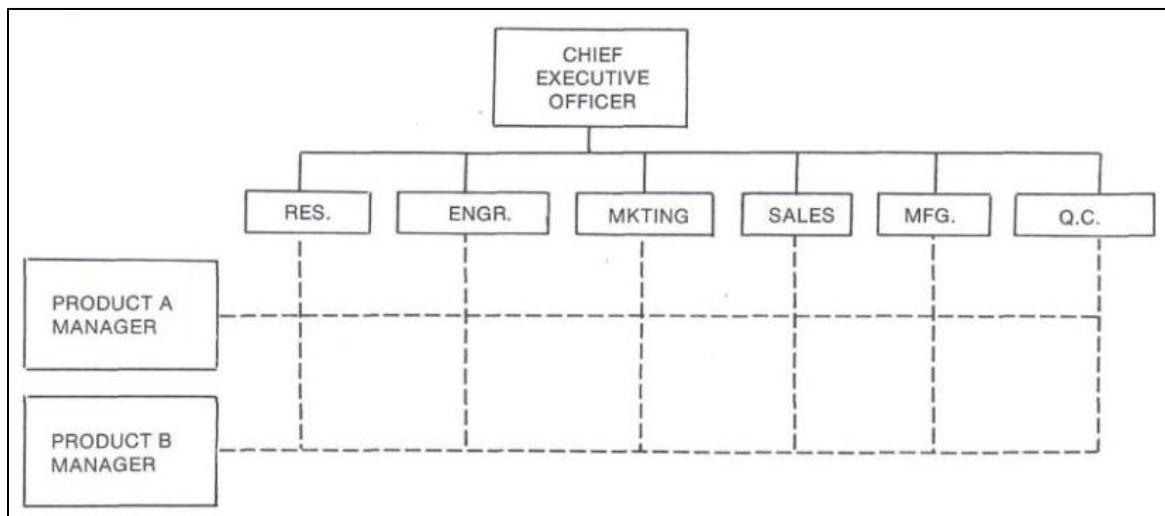 CHIEF
EXECUTIVE
OFFICER
RES.
ENGR.
MKTING
SALES
MFG.
Q.C.
PRODUCT A
MANAGER
PRODUCT B
MANAGER